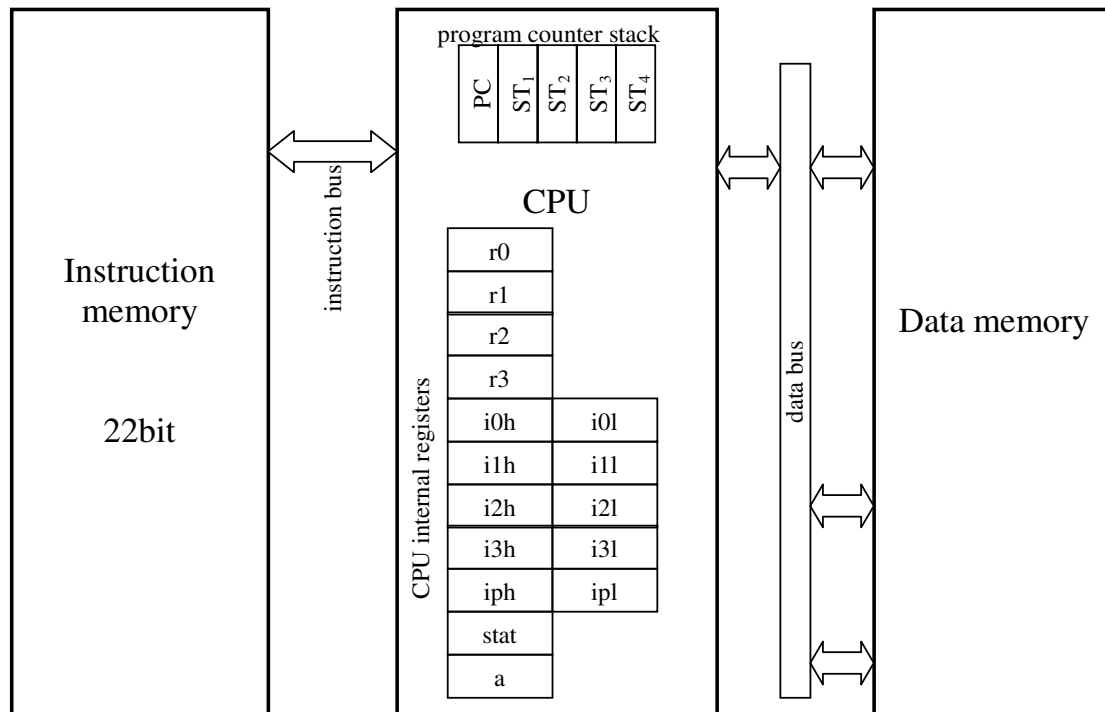 Instruction
memory
22bit
instruction bus
program counter stack
PC
ST1
ST2
ST3
ST4
CPU
CPU internal registers
r0
r1
r2
r3
i0h i0l
i1h i1l
i2h i2l
i3h i3l
iph ipl
stat
a
data bus
Data memory